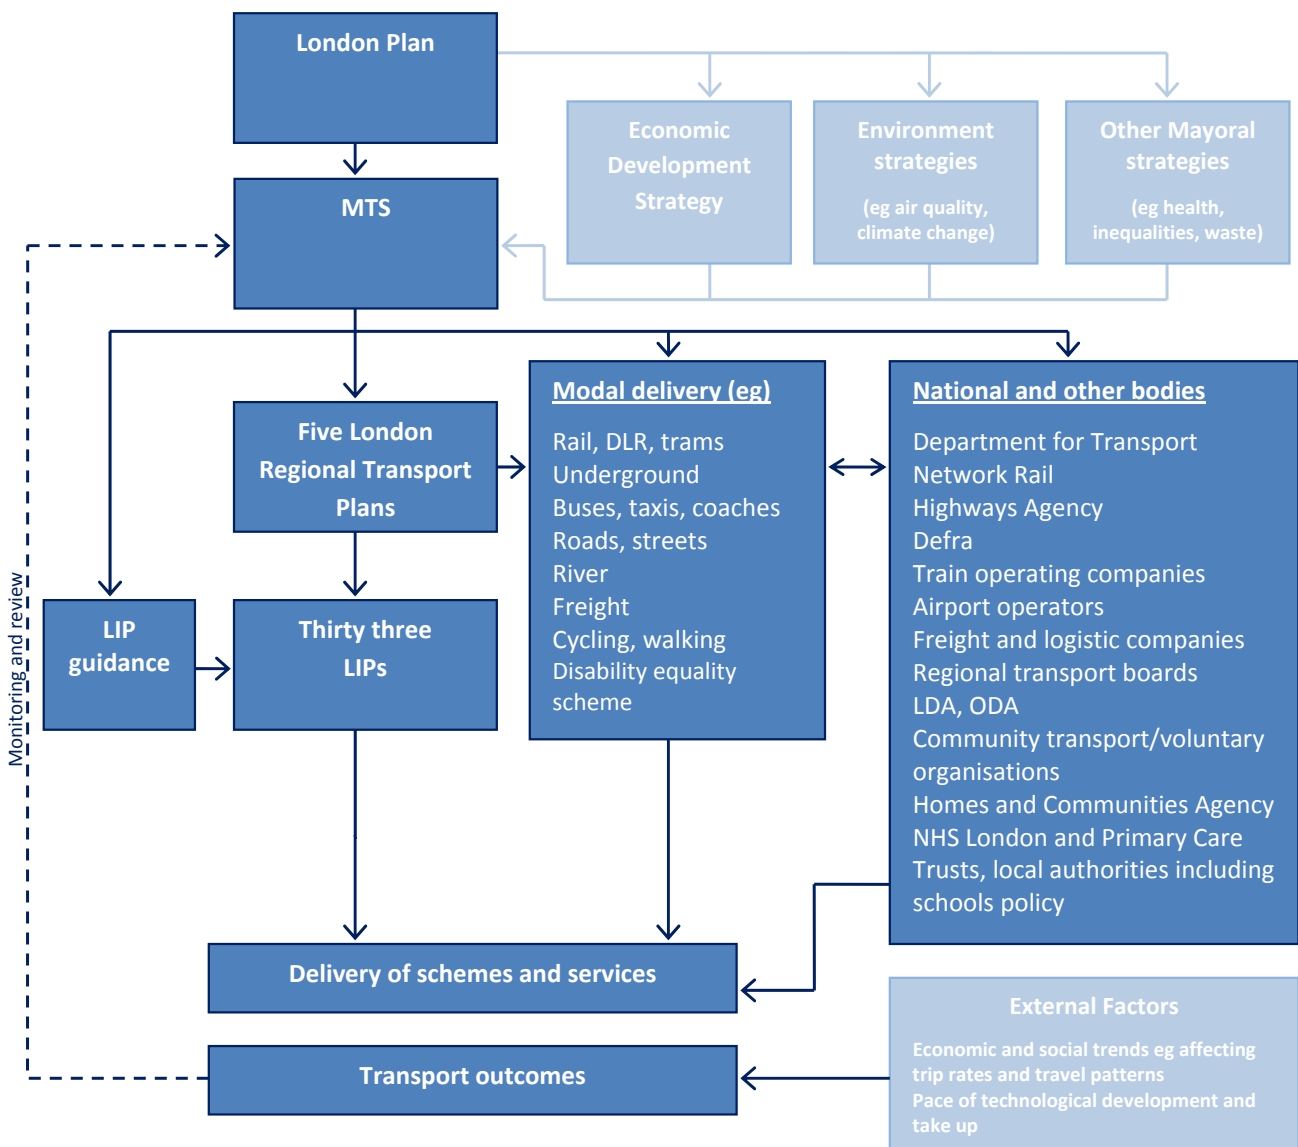 London Plan
Economic
Development
Strategy
Environment
strategies
(eg air quality,
climate change)
Other Mayoral
strategies
(eg health,
inequalities, waste)
MTS
Five London
Regional Transport
Plans
Modal delivery (eg)
Rail, DLR, trams
Underground
Buses, taxis, coaches
Roads, streets
River
Freight
Cycling, walking
Disability equality
scheme
National and other bodies
Department for Transport
Network Rail
Highways Agency
Defra
Train operating companies
Airport operators
Freight and logistic companies
Regional transport boards
LDA, ODA
Community transport/voluntary
organisations
Homes and Communities Agency
NHS London and Primary Care
Trusts, local authorities including
schools policy
LIP
guidance
Thirty three
LIPs
Monitoring and review
Delivery of schemes and services
Transport outcomes
External Factors
Economic and social trends eg affecting
trip rates and travel patterns
Pace of technological development and
take up